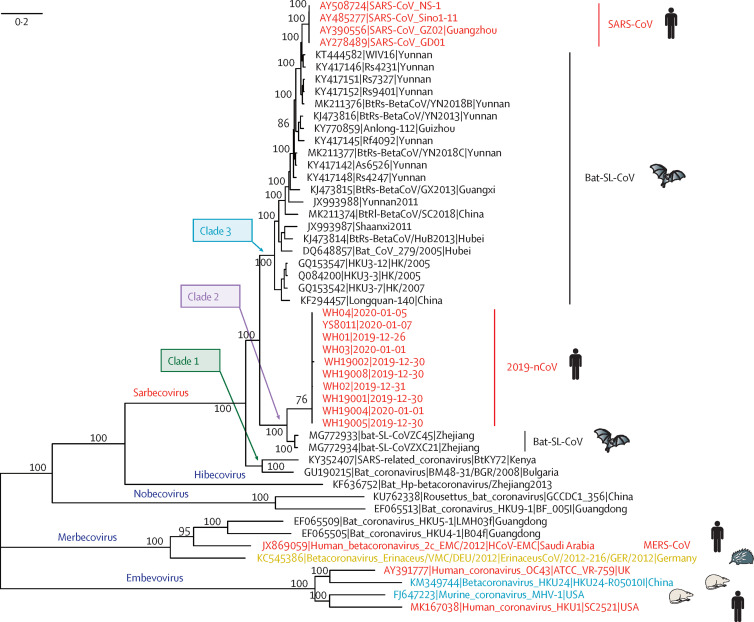 0·2
100
AY508724|SARS-CoV_NS-1
100
AY485277|SARS-CoV_Sino1-11
100
AY390556|SARS-CoV_GZ02|Guangzhou
AY278489|SARS-CoV_GD01
SARS-CoV
100
KT444582|WIV16|Yunnan
KY417146|Rs4231|Yunnan
KY417151|Rs7327|Yunnan
100
KY417152|Rs9401|Yunnan
MK211376|BtRs-BetaCoV/YN2018B|Yunnan
KJ473816|BtRs-BetaCoV/YN2013|Yunnan
86
KY770859|Anlong-112|Guizhou
KY417145|Rf4092|Yunnan
100
MK211377|BtRs-BetaCoV/YN2018C|Yunnan
KY417142|As6526|Yunnan
100
KY417148|Rs4247|Yunnan
KJ473815|BtRs-BetaCoV/GX2013|Guangxi
Bat-SL-CoV
JX993988|Yunnan2011
100
MK211374|BtRl-BetaCoV/SC2018|China
JX993987|Shaanxi2011
Clade 3
KJ473814|BtRs-BetaCoV/HuB2013|Hubei
DQ648857|Bat_CoV_279/2005|Hubei
100
100
GQ153547|HKU3-12|HK/2005
Q084200|HKU3-3|HK/2005
GQ153542|HKU3-7|HK/2007
KF294457|Longquan-140|China
Clade 2
WH04|2020-01-05
YS8011|2020-01-07
100
WH01|2019-12-26
WH03|2020-01-01
Clade 1
WH19002|2019-12-30
WH19008|2019-12-30
2019-nCoV
WH02|2019-12-31
Sarbecovirus
76
WH19001|2019-12-30
100
WH19004|2020-01-01
100
WH19005|2019-12-30
100
MG772933|bat-SL-CoVZC45|Zhejiang
MG772934|bat-SL-CoVZXC21|Zhejiang
Bat-SL-CoV
100
KY352407|SARS-related_coronavirus|BtKY72|Kenya
100
GU190215|Bat_coronavirus|BM48-31/BGR/2008|Bulgaria
Hibecovirus
KF636752|Bat_Hp-betacoronavirus/Zhejiang2013
Nobecovirus
KU762338|Rousettus_bat_coronavirus|GCCDC1_356|China
100
EF065513|Bat_coronavirus_HKU9-1|BF_005I|Guangdong
100
EF065509|Bat_coronavirus_HKU5-1|LMH03f|Guangdong
Merbecovirus
95
EF065505|Bat_coronavirus_HKU4-1|B04f|Guangdong
100
JX869059|Human_betacoronavirus_2c_EMC/2012|HCoV-EMC|Saudi Arabia
MERS-CoV
KC545386|Betacoronavirus_Erinaceus/VMC/DEU/2012|ErinaceusCoV/2012-216/GER/2012|Germany
Embevovirus
AY391777|Human_coronavirus_OC43|ATCC_VR-759|UK
100
100
KM349744|Betacoronavirus_HKU24|HKU24-R05010I|China
FJ647223|Murine_coronavirus_MHV-1|USA
100
MK167038|Human_coronavirus_HKU1|SC2521|USA